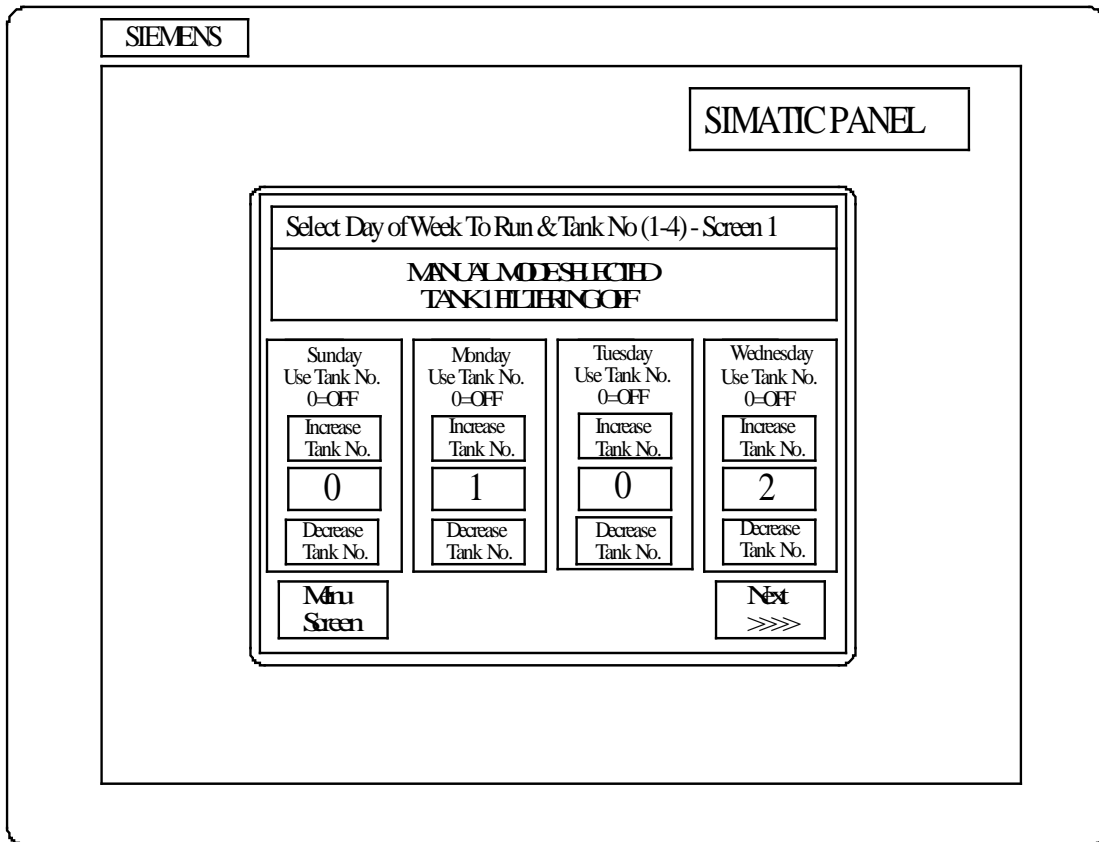 SIEMENS
SIMATIC PANEL
Select Day of Week To Run & Tank No (1-4) - Screen 1
MANUAL MODE SELECTED
TANK 1 FILTERING OFF
Sunday
Use Tank No.
0=OFF
Increase
Tank No.
0
Decrease
Tank No.
Monday
Use Tank No.
0=OFF
Increase
Tank No.
1
Decrease
Tank No.
Tuesday
Use Tank No.
0=OFF
Increase
Tank No.
0
Decrease
Tank No.
Wednesday
Use Tank No.
0=OFF
Increase
Tank No.
2
Decrease
Tank No.
Menu
Screen
Next
>>>>>